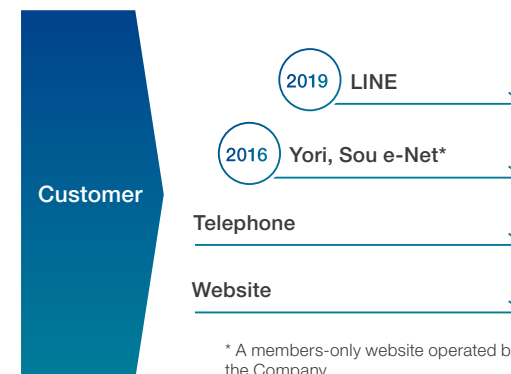 2019 LINE
2016 Yori, Sou e-Net*
Customer
Telephone
Website
* A members-only website operated
the Company